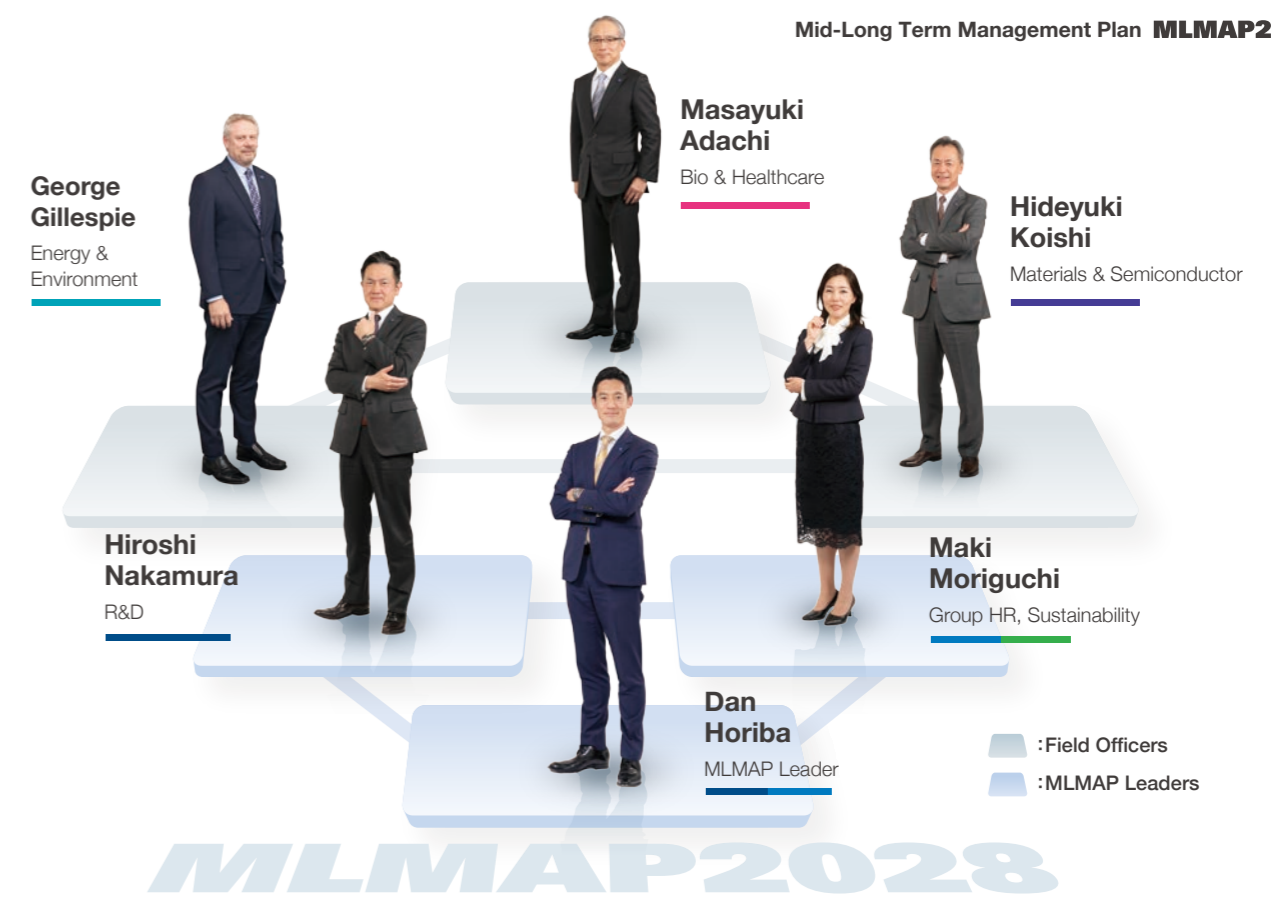 Mid-Long Term Management Plan MLMAP2
Masayuki
Adachi
Bio & Healthcare
George
Gillespie
Energy &
Environment
Hideyuki
Koishi
Materials & Semiconductor
Hiroshi
Nakamura
R&D
Maki
Moriguchi
Group HR, Sustainability
Dan
Horiba
MLMAP Leader
:Field Officers
:MLMAP Leaders
MLMAP2028